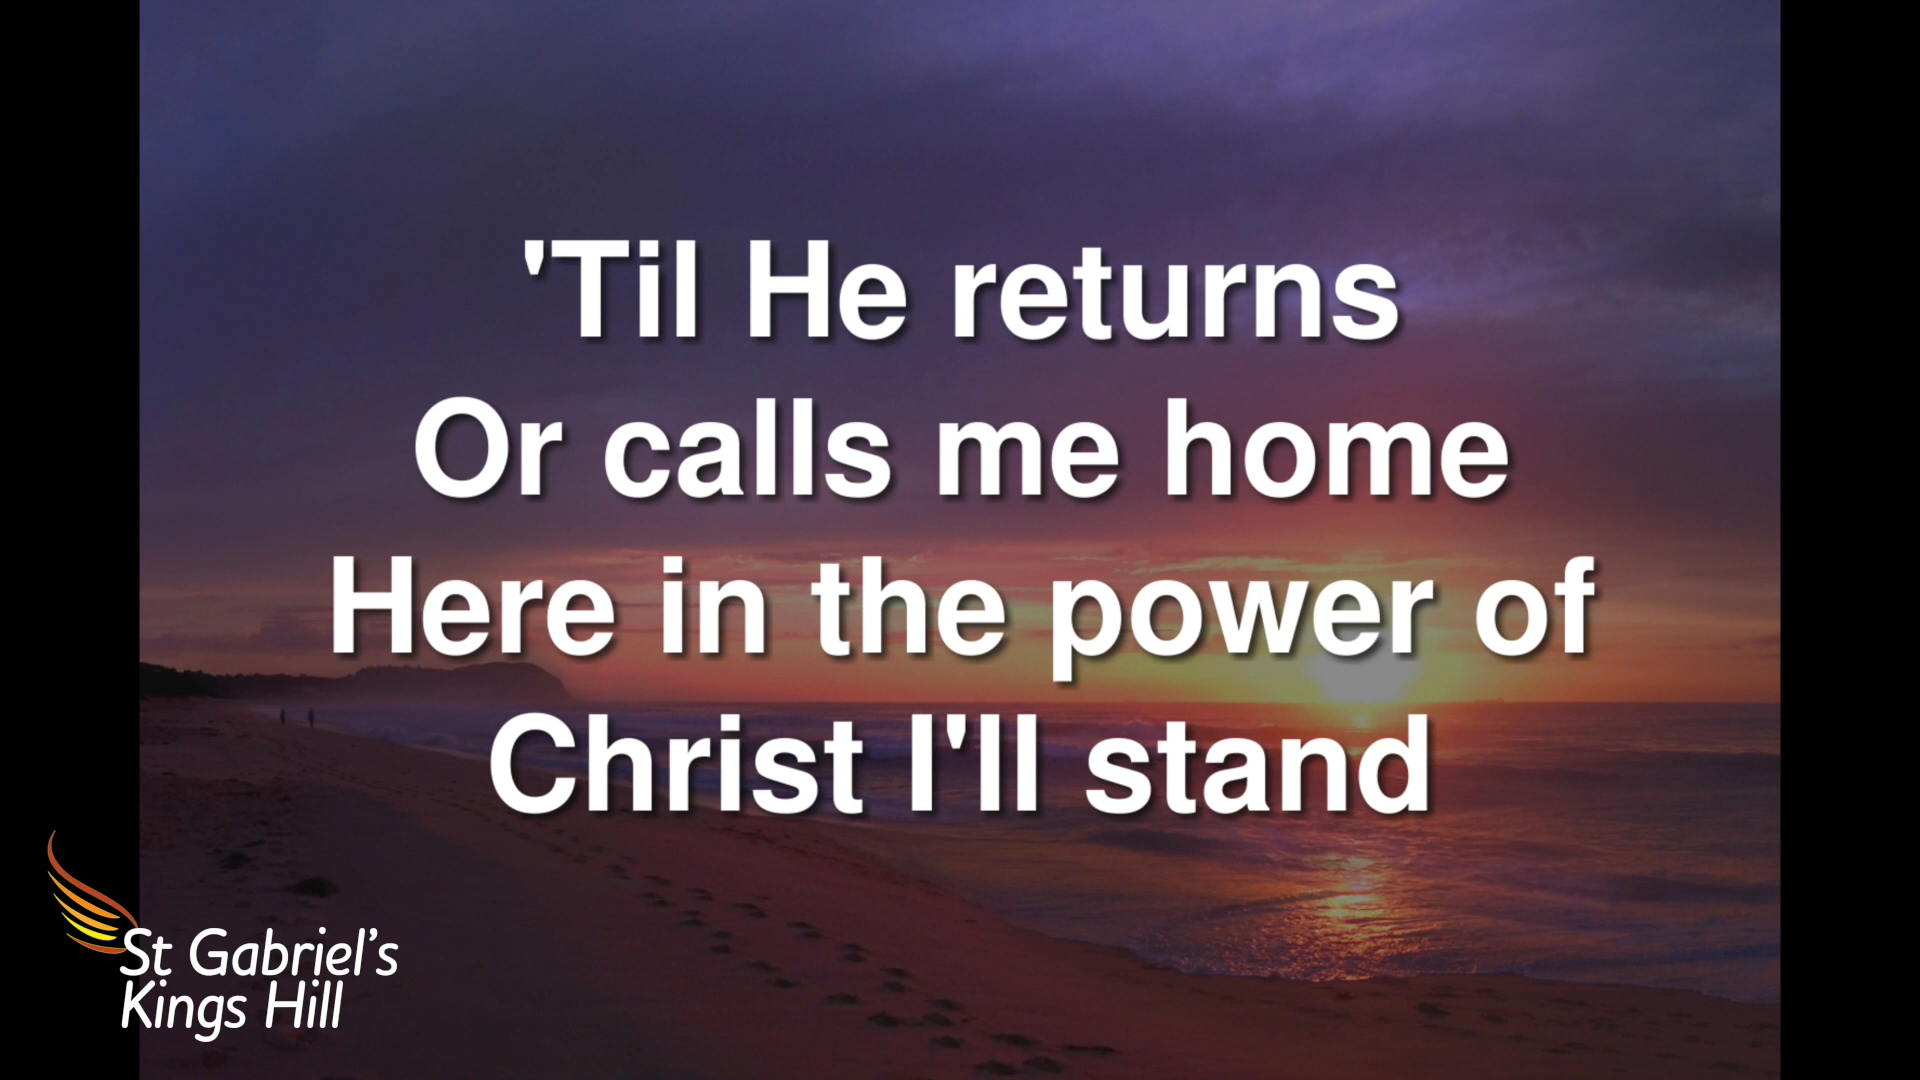 'Til He returns
Or calls me home
Here in the power of
Christ I'll stand
St Gabriel's
Kings Hill